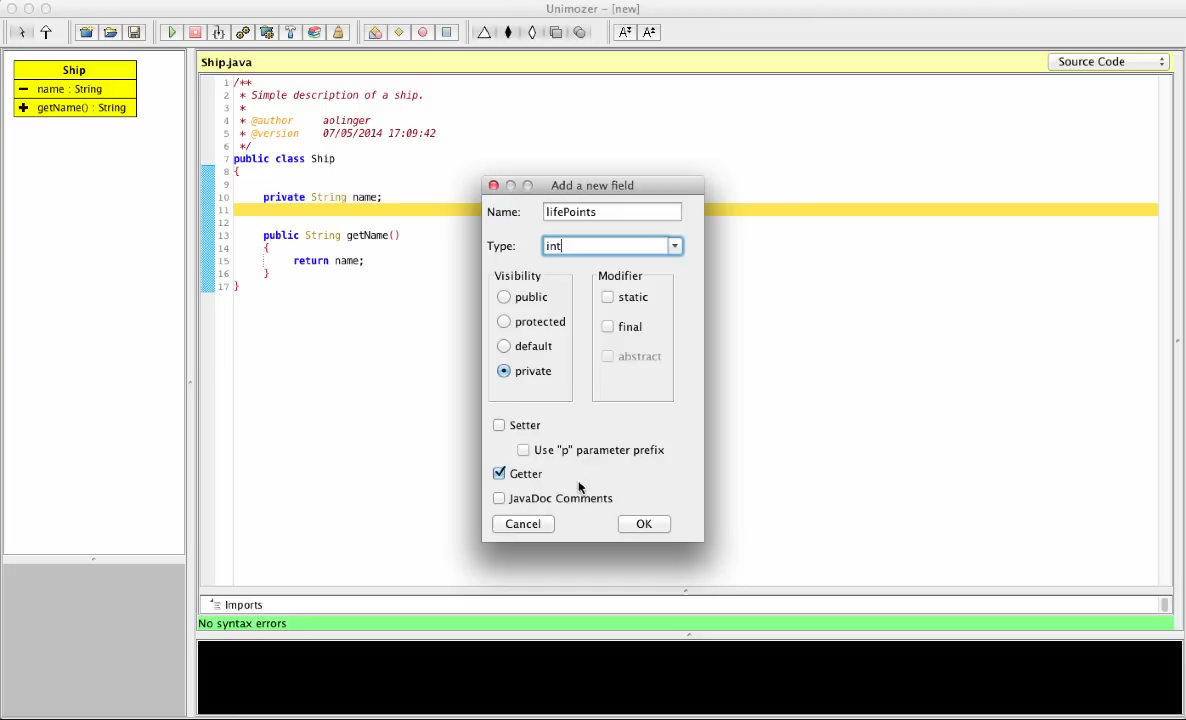 Unimozer – [new]
Ship
name : String
getName() : String
Ship.java
Source Code
1 /**
2 * Simple description of a ship.
3 *
4 * @author aolinger
5 * @version 07/05/2014 17:09:42
6 */
7 public class Ship
8 {
9
10 private String name;
11
12
13 public String getName()
14 {
15 return name;
16 }
17 }
Add a new field
Name: lifePoints
Type: int
Visibility
public
protected
default
private
Modifier
static
final
abstract
Setter
Use "p" parameter prefix
Getter
JavaDoc Comments
Cancel OK
Imports
No syntax errors